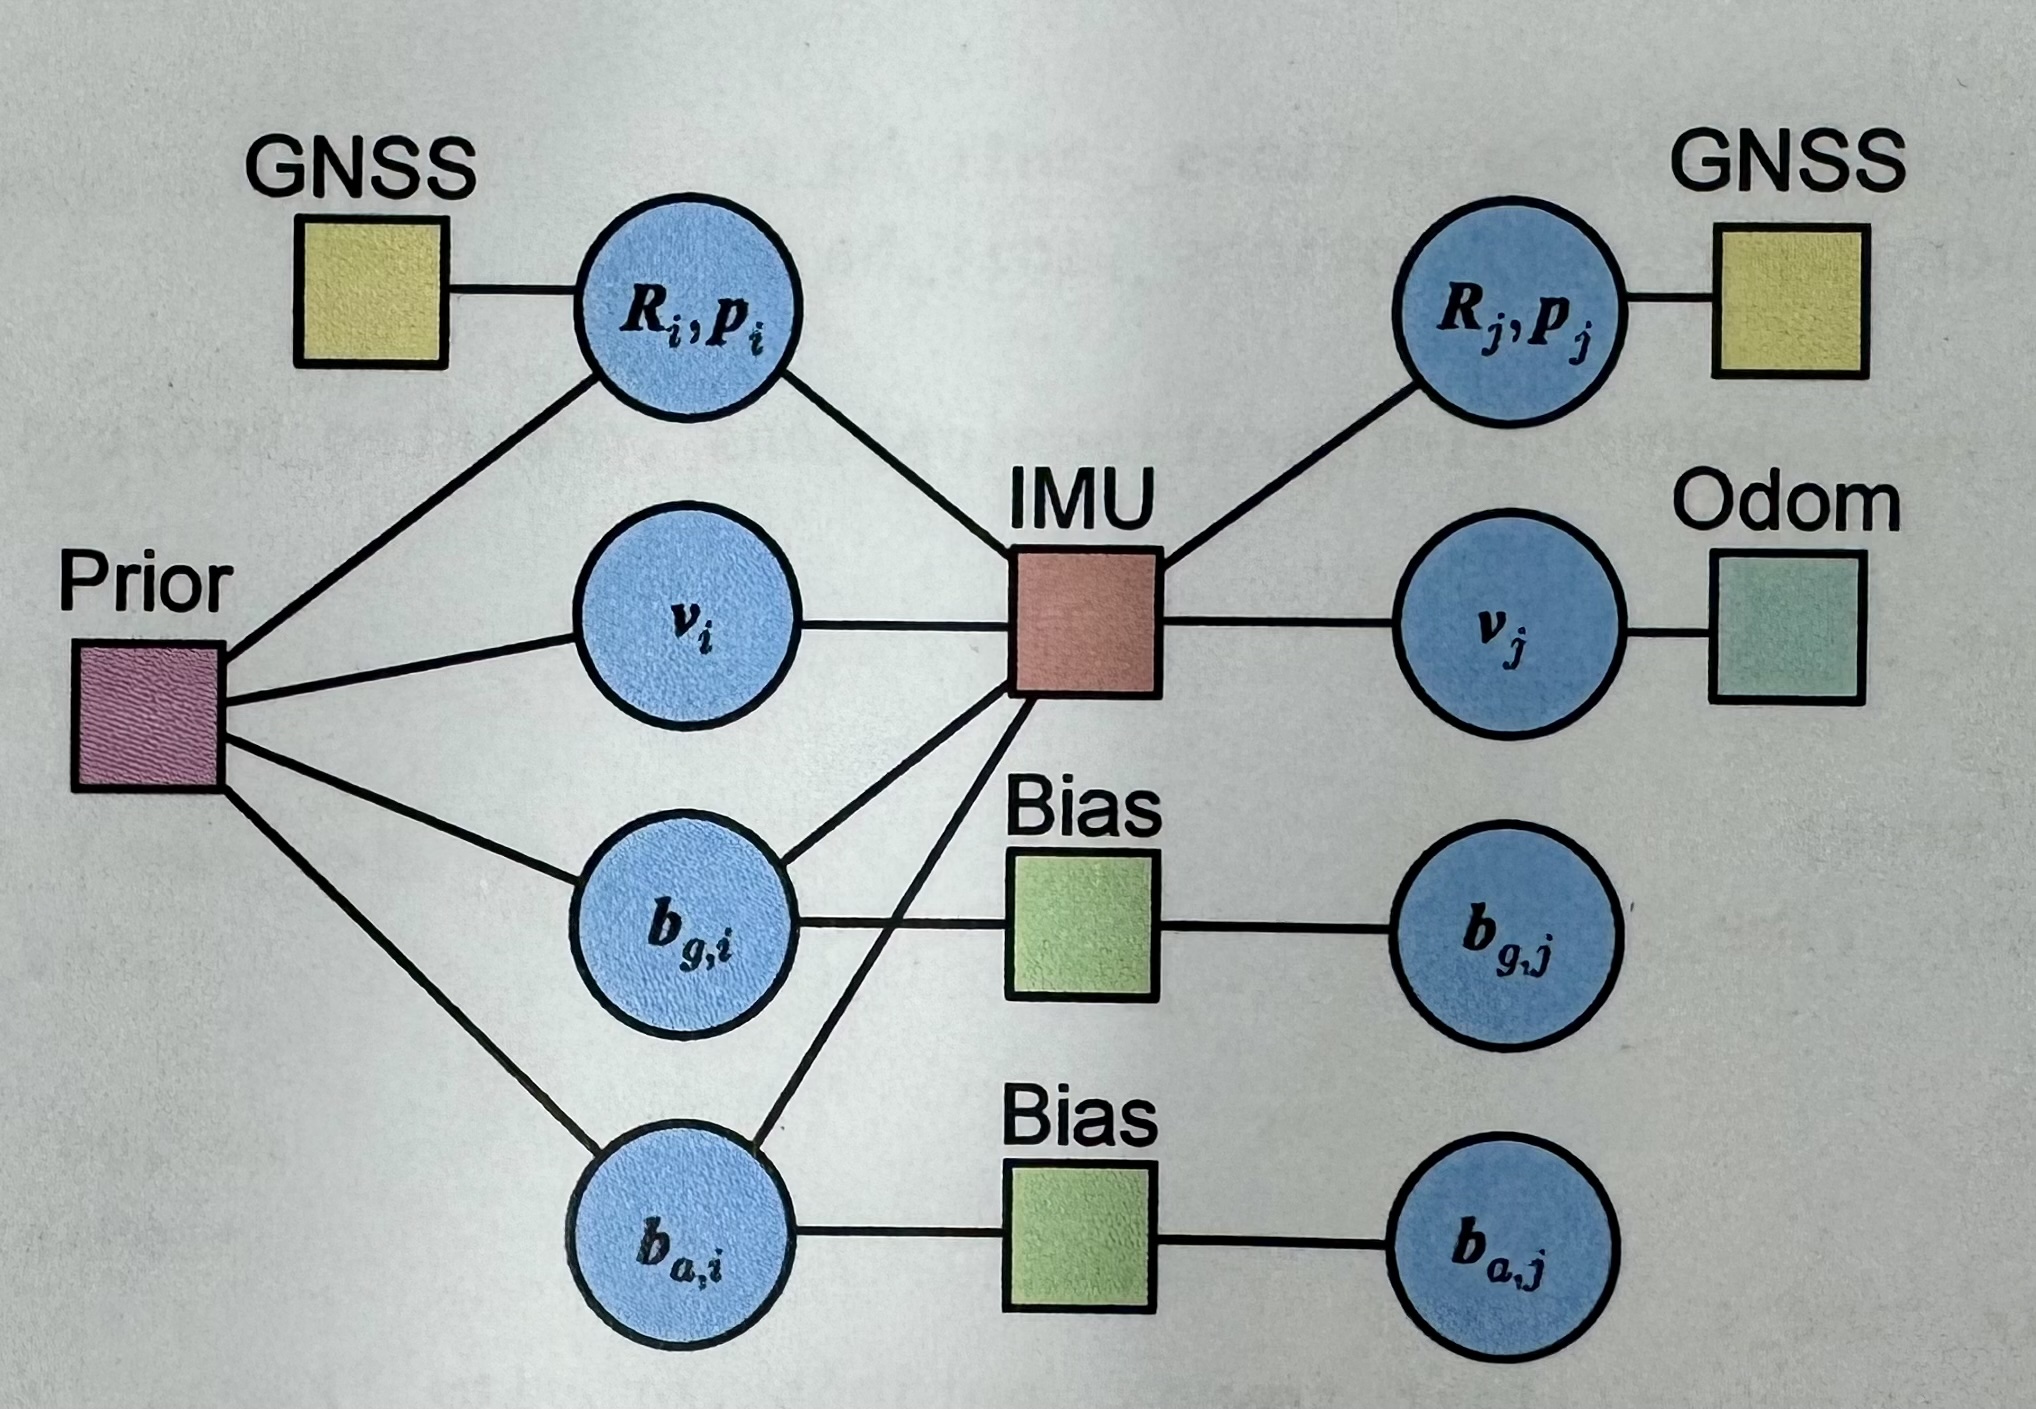 GNSS
GNSS
R_i, p_i
R_j, p_j
IMU
Odom
Prior
v_i
v_j
Bias
b_{g,i}
b_{g,j}
Bias
b_{a,i}
b_{a,j}